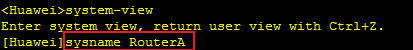 <Huawei>system-view
Enter system view, return user view with Ctrl+Z.
[Huawei]sysname RouterA